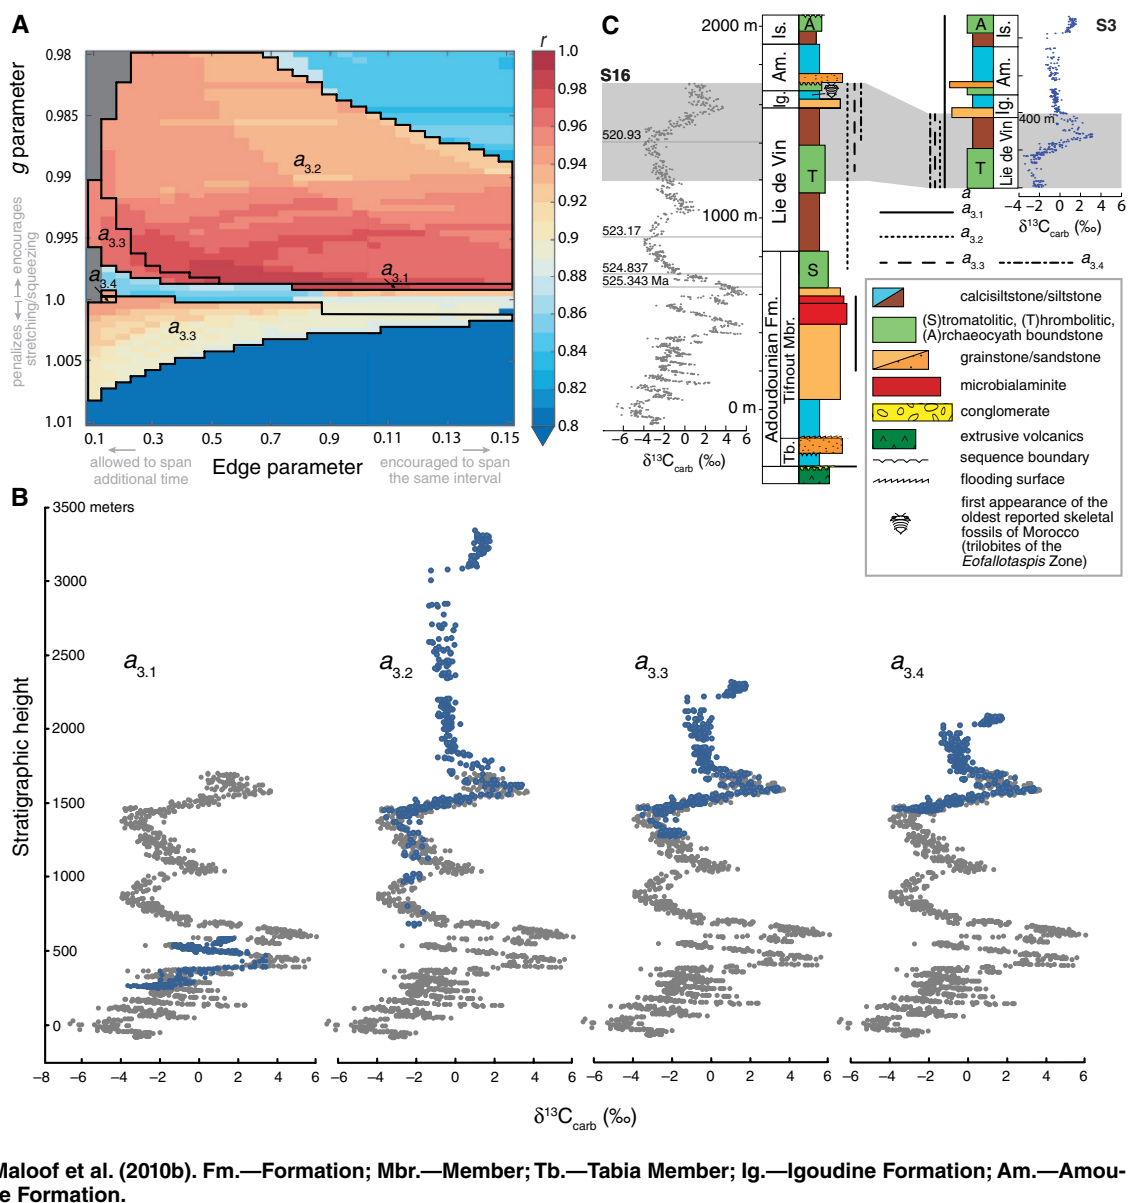 A
r
g parameter
penalizes ← | → encourages
stretching/squeezing
0.98
0.985
0.99
0.995
1.0
1.005
1.01
a3.2
a3.3
a3.4
a3.1
a3.3
0.1 0.3 0.5 0.7 0.9 0.11 0.13 0.15
allowed to span
additional time
Edge parameter
encouraged to span
the same interval
1.0
0.98
0.96
0.94
0.92
0.9
0.88
0.86
0.84
0.82
0.8
C
S16
2000 m
1000 m
0 m
520.93
523.17
524.837
525.343 Ma
−6 −4 −2 0 2 4 6
δ13Ccarb (‰)
Is.
Am.
Ig.
Lie de Vin
Adoudounian Fm.
Tifnout Mbr.
Tb.
A
T
S
S3
A
T
Is.
Am.
Ig.
Lie de Vin
400 m
−4 −2 0 2 4 6
δ13Ccarb (‰)
a
a3.1
a3.2
a3.3 a3.4
calcisiltstone/siltstone
(S)tromatolitic, (T)hrombolitic,
(A)rchaeocyath boundstone
grainstone/sandstone
microbialaminite
conglomerate
extrusive volcanics
sequence boundary
flooding surface
first appearance of the
oldest reported skeletal
fossils of Morocco
(trilobites of the
Eofallotaspis Zone)
B
3500 meters
3000
2500
2000
1500
1000
500
0
Stratigraphic height
a3.1
a3.2
a3.3
a3.4
−8 −6 −4 −2 0 2 4 6
−6 −4 −2 0 2 4 6
−6 −4 −2 0 2 4 6
−6 −4 −2 0 2 4 6
δ13Ccarb (‰)
Maloof et al. (2010b). Fm.—Formation; Mbr.—Member; Tb.—Tabia Member; Ig.—Igoudine Formation; Am.—Amou-
e Formation.